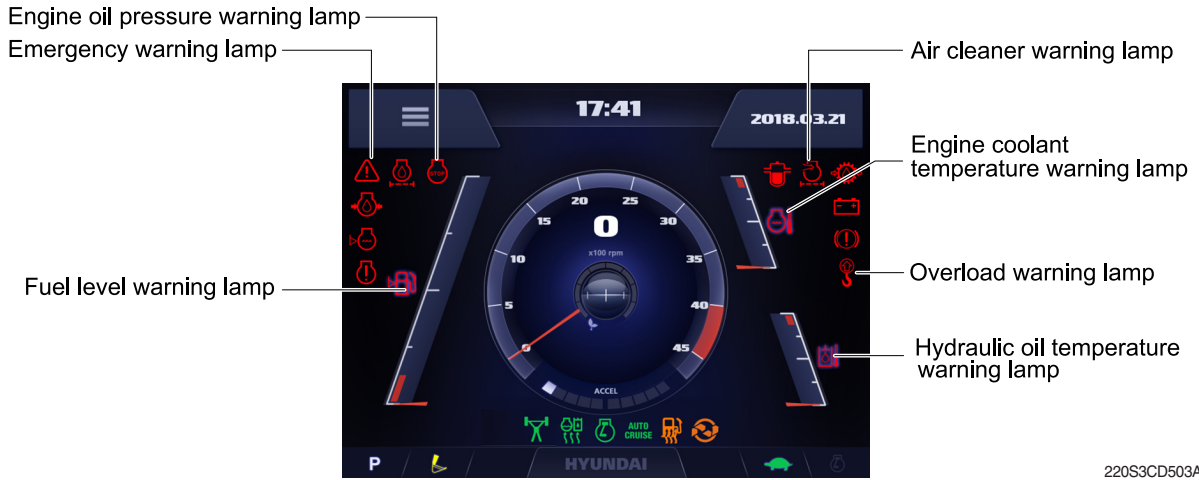 Engine oil pressure warning lamp
Emergency warning lamp
Air cleaner warning lamp
17:41
2018.03.21
Engine coolant
temperature warning lamp
STOP
20
25
15
0
30
x100 rpm
10
35
Fuel level warning lamp
Overload warning lamp
5
40
0
45
Hydraulic oil temperature
warning lamp
ACCEL
AUTO
CRUISE
P
HYUNDAI
220S3CD503A